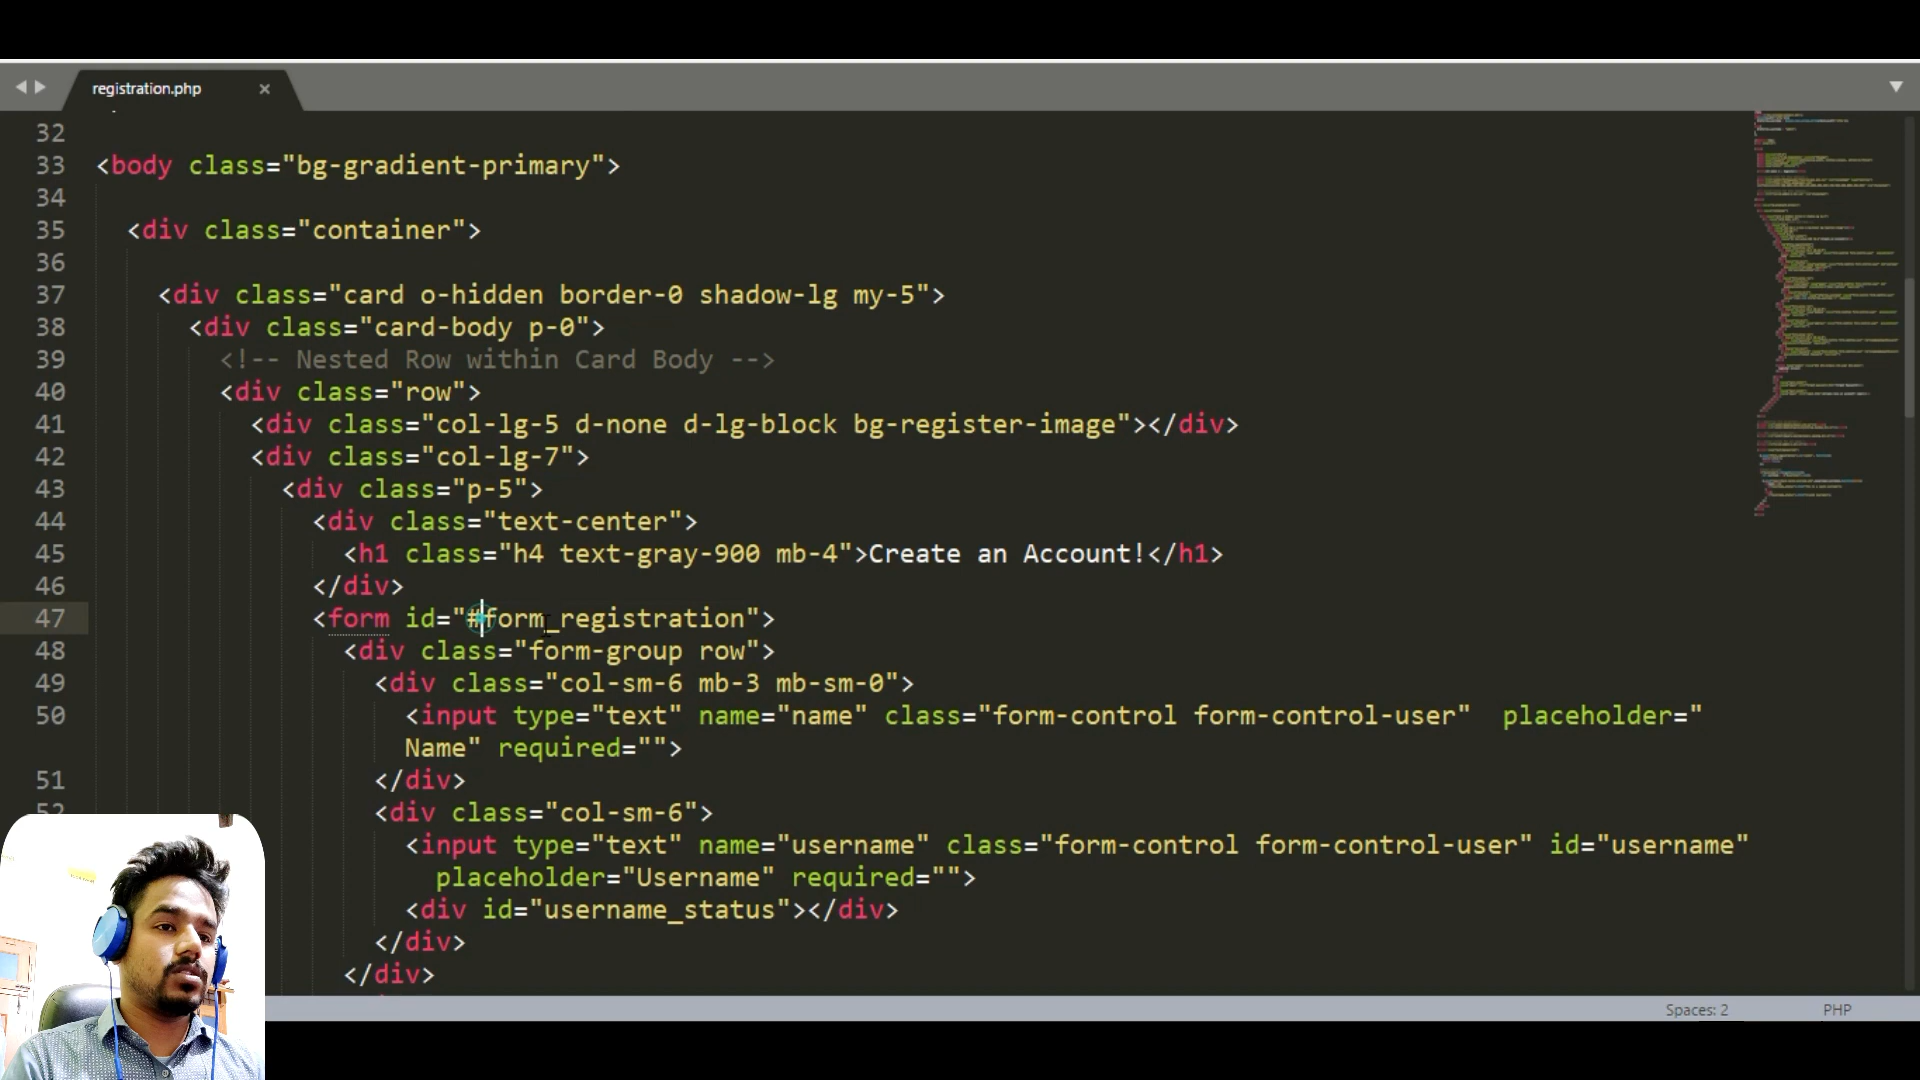 registration.php
32
33 <body class="bg-gradient-primary">
34
35 <div class="container">
36
37 <div class="card o-hidden border-0 shadow-lg my-5">
38 <div class="card-body p-0">
39 <!-- Nested Row within Card Body -->
40 <div class="row">
41 <div class="col-lg-5 d-none d-lg-block bg-register-image"></div>
42 <div class="col-lg-7">
43 <div class="p-5">
44 <div class="text-center">
45 <h1 class="h4 text-gray-900 mb-4">Create an Account!</h1>
46 </div>
47 <form id="#form_registration">
48 <div class="form-group row">
49 <div class="col-sm-6 mb-3 mb-sm-0">
50 <input type="text" name="name" class="form-control form-control-user"  placeholder="
Name" required="">
51 </div>
52 <div class="col-sm-6">
<input type="text" name="username" class="form-control form-control-user" id="username"
placeholder="Username" required="">
<div id="username_status"></div>
</div>
</div>
Spaces: 2 PHP